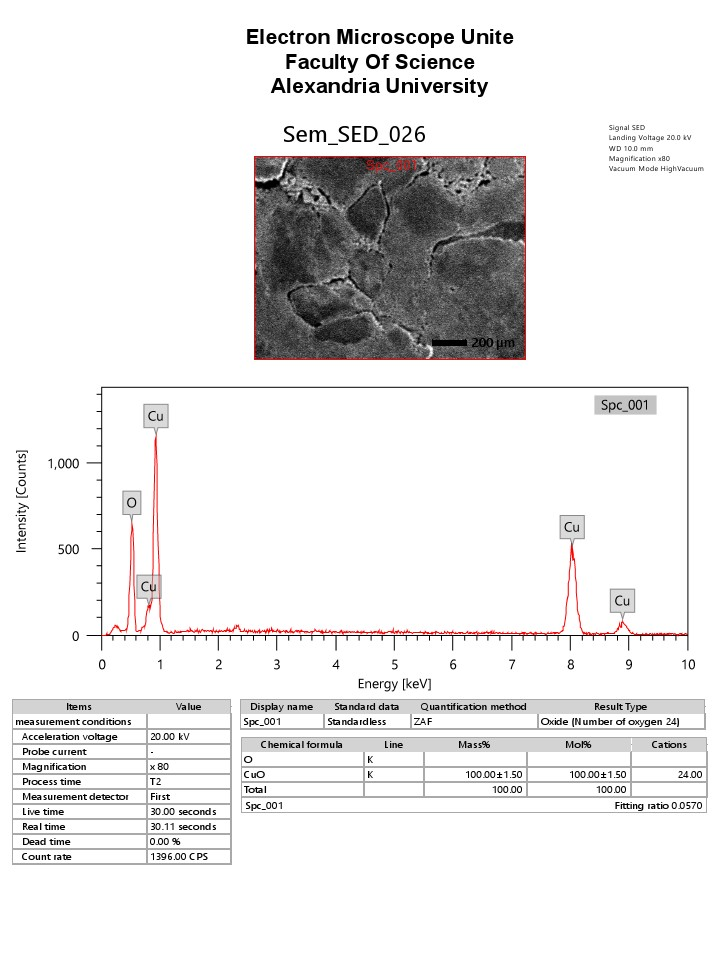 Electron Microscope Unite
Faculty Of Science
Alexandria University
Sem_SED_026
Signal SED
Landing Voltage 20.0 kV
WD 10.0 mm
Magnification x80
Vacuum Mode HighVacuum
Spc_001
200 µm
Spc_001
Cu
O
Cu
Cu
Cu
Intensity [Counts]
1,000
500
0
0 1 2 3 4 5 6 7 8 9 10
Energy [keV]
Items Value
measurement conditions
Acceleration voltage 20.00 kV
Probe current -
Magnification x 80
Process time T2
Measurement detector First
Live time 30.00 seconds
Real time 30.11 seconds
Dead time 0.00 %
Count rate 1396.00 CPS
Display name Standard data Quantification method Result Type
Spc_001 Standardless ZAF Oxide (Number of oxygen 24)
Chemical formula Line Mass% Mol% Cations
O K
CuO K 100.00±1.50 100.00±1.50 24.00
Total 100.00 100.00
Spc_001 Fitting ratio 0.0570